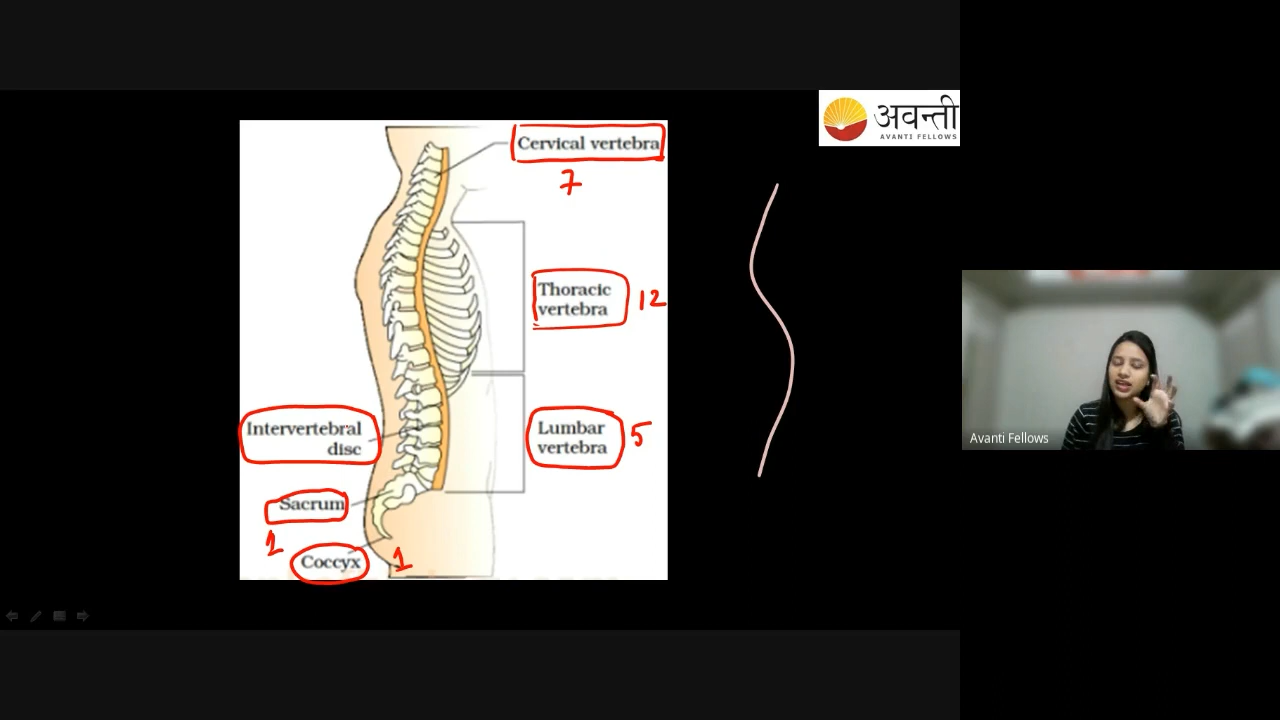 अवन्ती
AVANTI FELLOWS
Cervical vertebra
7
Thoracic
vertebra
12
Intervertebral
disc
Lumbar
vertebra
5
Sacrum
1
Coccyx
1
Avanti Fellows